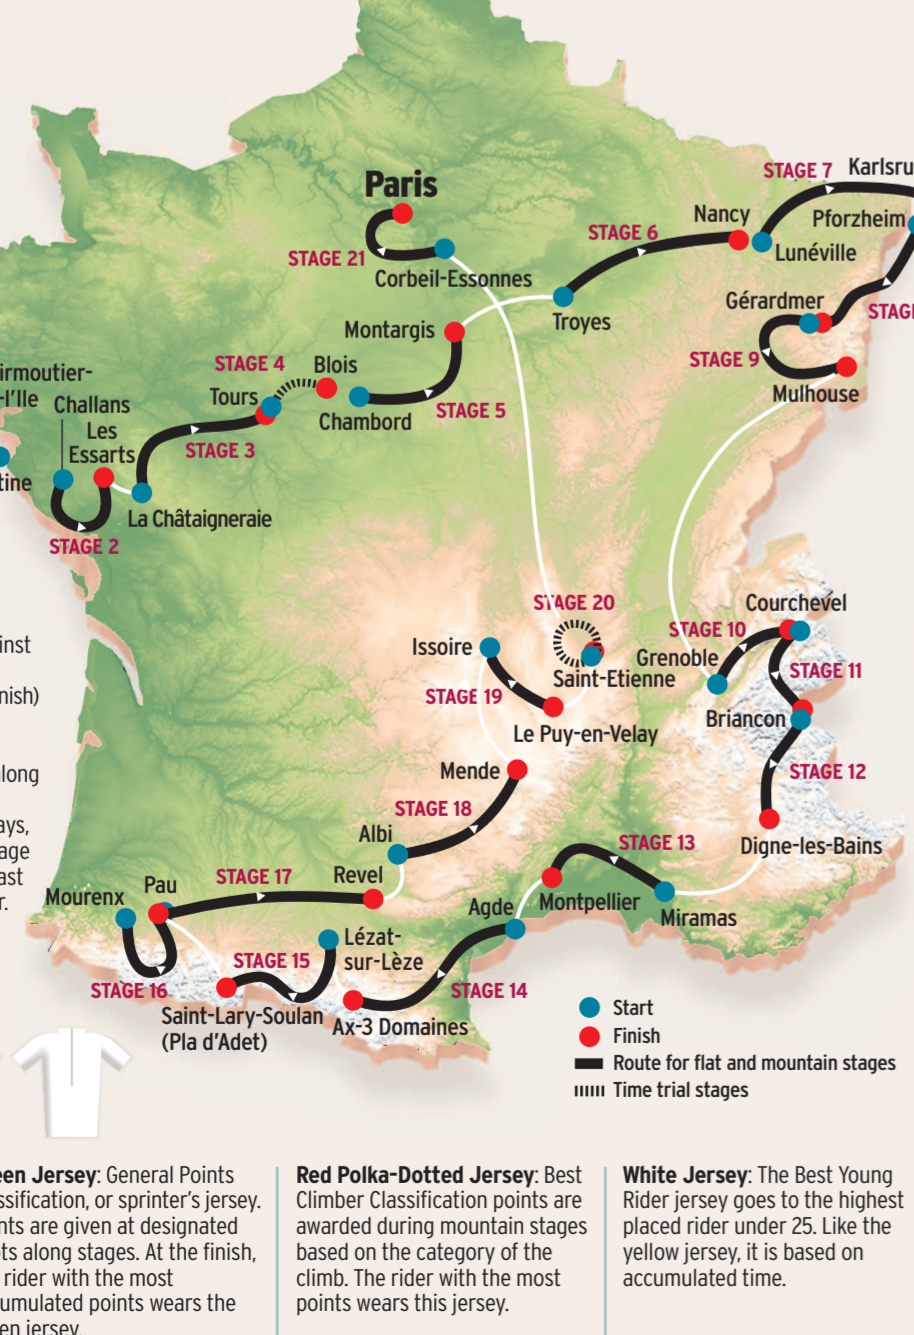 STAGE 7 Karlsru
Paris
Nancy
Pforzheim
STAGE 6
Lunéville
STAGE 21
Corbeil-Essonnes
Gérardmer
STAG
Troyes
Montargis
STAGE 9
STAGE 4 Blois
Mulhouse
irmoutier-
-l'Ile
Challans
Tours
Chambord
STAGE 5
Les
Essarts
STAGE 3
tine
La Châtaigneraie
STAGE 2
STAGE 20
Courchevel
inst
STAGE 10
Issoire
Grenoble
STAGE 11
Saint-Etienne
nish)
STAGE 19
Briancon
Le Puy-en-Velay
along
Mende
STAGE 12
STAGE 18
ays,
Albi
STAGE 13
Digne-les-Bains
age
ast
r.
Mourenx
Pau
STAGE 17
Revel
Agde
Montpellier
Miramas
Lézat-
sur-Lèze
STAGE 15
STAGE 16
STAGE 14
Saint-Lary-Soulan
(Pla d'Adet)
Ax-3 Domaines
Start
Finish
Route for flat and mountain stages
Time trial stages
een Jersey: General Points
ssification, or sprinter's jersey.
nts are given at designated
ts along stages. At the finish,
rider with the most
umulated points wears the
en jersey.
Red Polka-Dotted Jersey: Best
Climber Classification points are
awarded during mountain stages
based on the category of the
climb. The rider with the most
points wears this jersey.
White Jersey: The Best Young
Rider jersey goes to the highest
placed rider under 25. Like the
yellow jersey, it is based on
accumulated time.